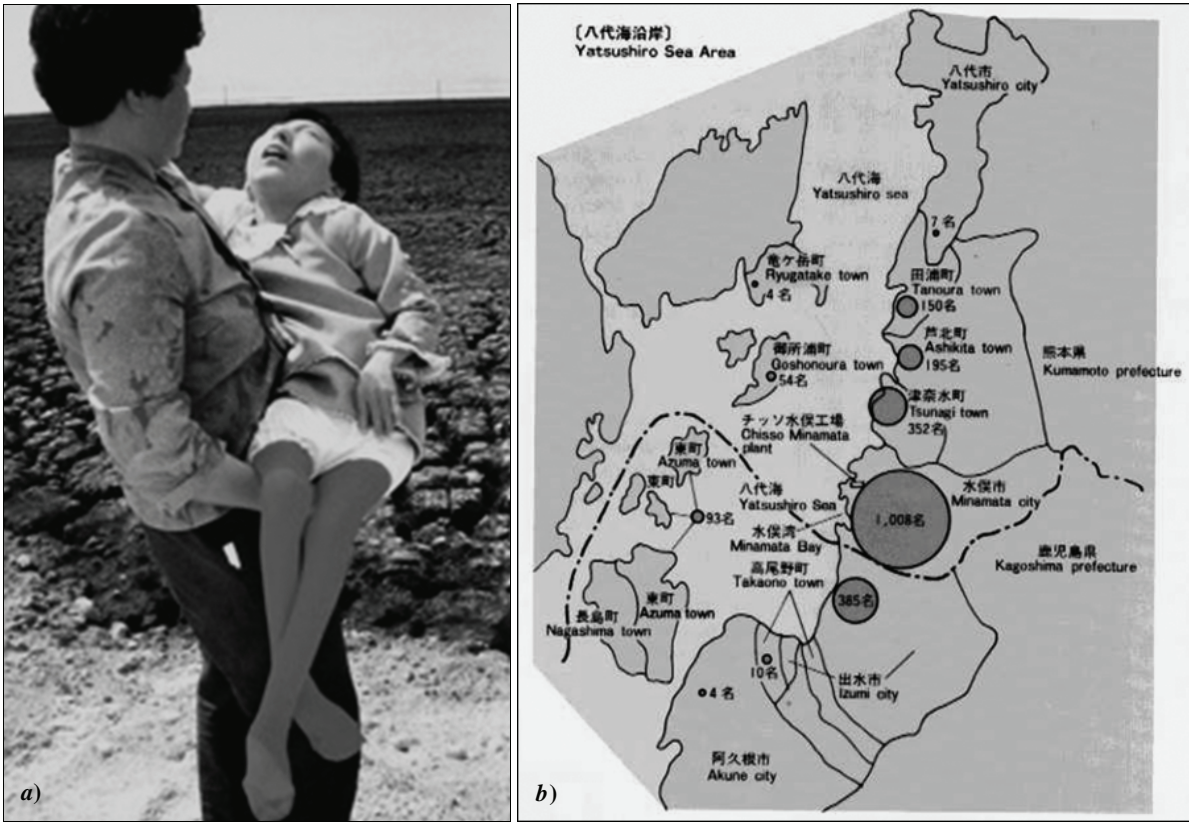 a)
〔八代海沿岸〕
Yatsushiro Sea Area
八代市
Yatsushiro city
八代海
Yatsushiro sea
7名
竜ケ岳町
Ryugatake town
4名
田浦町
Tanoura town
150名
芦北町
Ashikita town
195名
御所浦町
Goshonoura town
54名
熊本県
Kumamoto prefecture
津奈木町
Tsunagi town
352名
チッソ水俣工場
Chisso Minamata
plant
東町
Azuma town
東町
八代海
Yatsushiro Sea
93名
水俣市
Minamata city
1,008名
水俣湾
Minamata Bay
鹿児島県
Kagoshima prefecture
高尾野町
Takaono town
385名
東町
Azuma town
長島町
Nagashima town
10名
4名
出水市
Izumi city
阿久根市
Akune city
b)